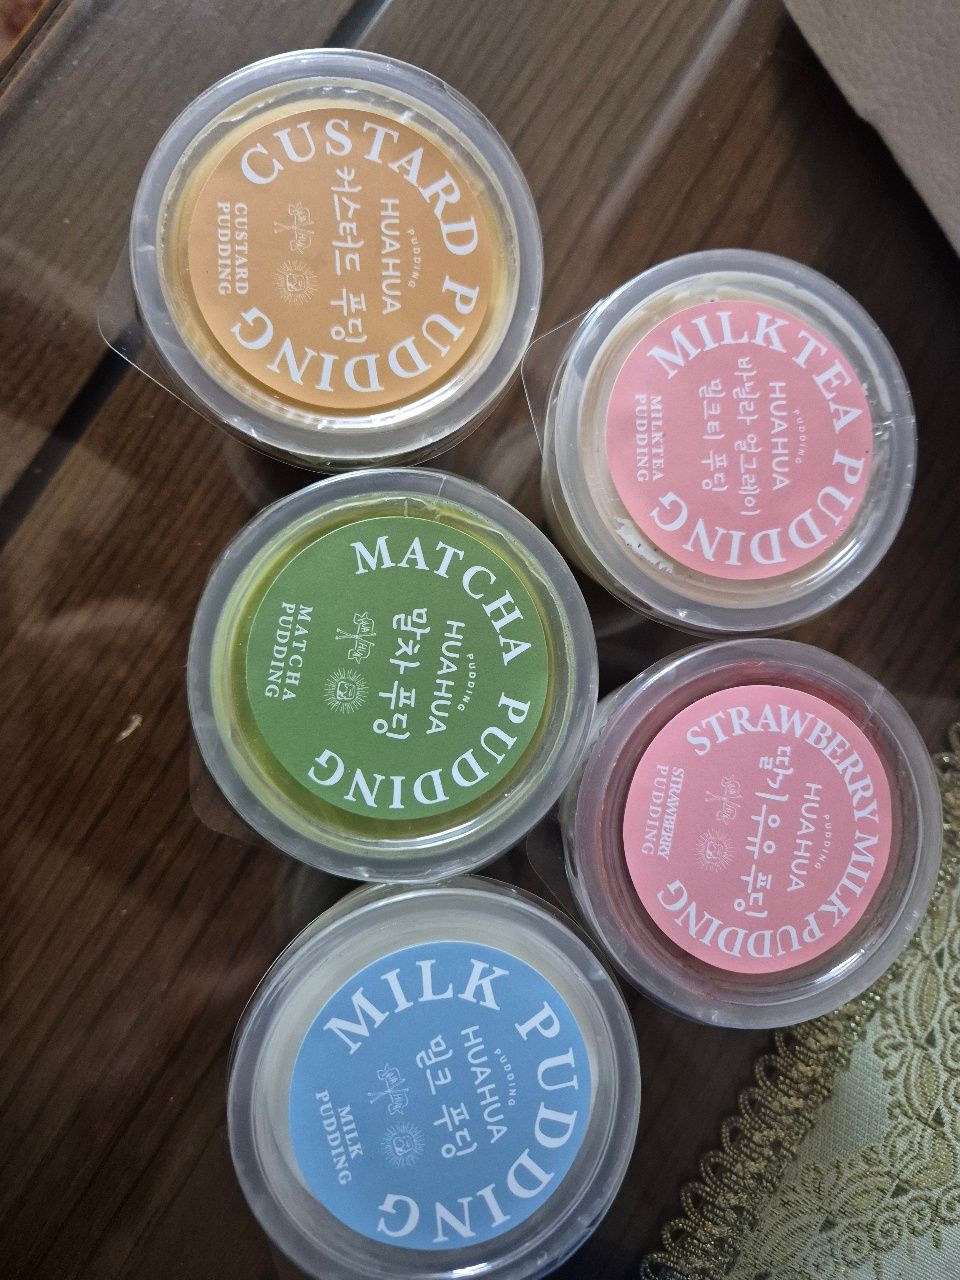 CUSTARD PUDDING
PUDDING
HUAHUA
커스터드 푸딩
CUSTARD
PUDDING
MILKTEA PUDDING
PUDDING
HUAHUA
바닐라 얼그레이
밀크티 푸딩
MILKTEA
PUDDING
MATCHA PUDDING
PUDDING
HUAHUA
말차 푸딩
MATCHA
PUDDING
STRAWBERRY MILK PUDDING
PUDDING
HUAHUA
딸기우유 푸딩
STRAWBERRY
PUDDING
MILK PUDDING
PUDDING
HUAHUA
밀크 푸딩
MILK
PUDDING